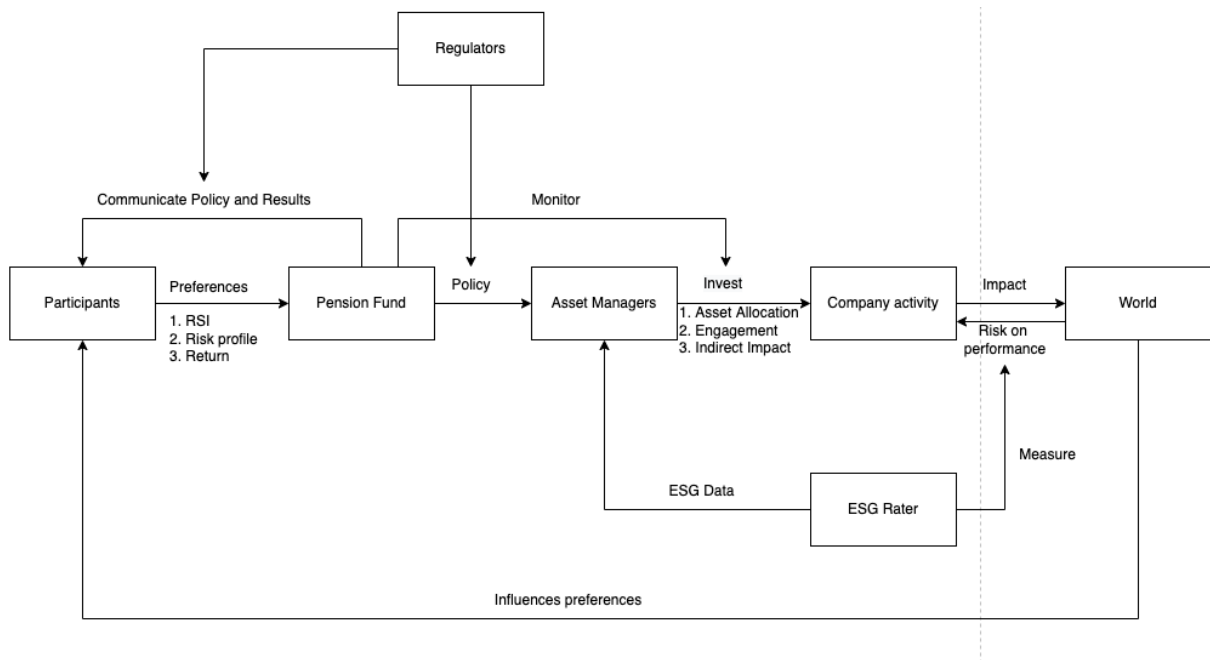 Regulators
Communicate Policy and Results
Monitor
Participants
Preferences
1. RSI
2. Risk profile
3. Return
Pension Fund
Policy
Asset Managers
Invest
1. Asset Allocation
2. Engagement
3. Indirect Impact
Company activity
Impact
Risk on
performance
World
Measure
ESG Data
ESG Rater
Influences preferences